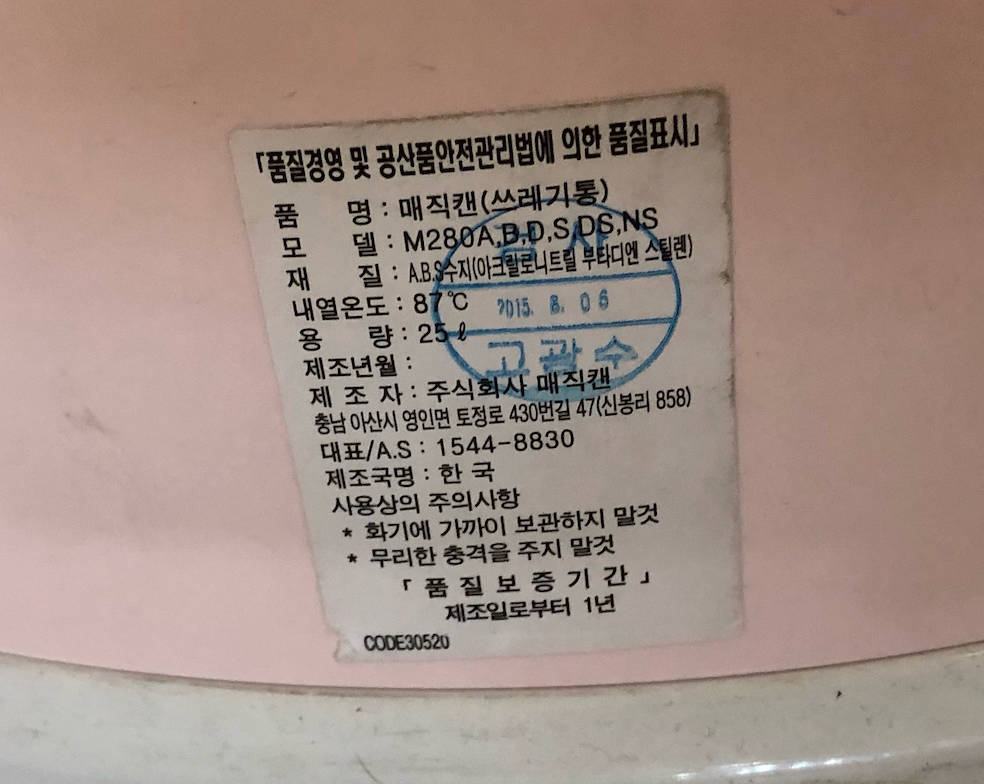 「품질경영 및 공산품안전관리법에 의한 품질표시」
품 명 : 매직캔(쓰레기통)
모 델 : M280A,B,D,S,DS,NS
재 질 : A.B.S수지(아크릴로니트릴 부타디엔 스틸렌)
내열온도 : 87℃
용 량 : 25ℓ
제조년월 :
제 조 자 : 주식회사 매직캔
충남 아산시 영인면 토정로 430번길 47(신봉리 858)
대표/A.S : 1544-8830
제조국명 : 한 국
사용상의 주의사항
* 화기에 가까이 보관하지 말것
* 무리한 충격을 주지 말것
「 품 질 보 증 기 간 」
제조일로부터 1년
CODE30520
검 사
2015. 8. 06
고 광 수